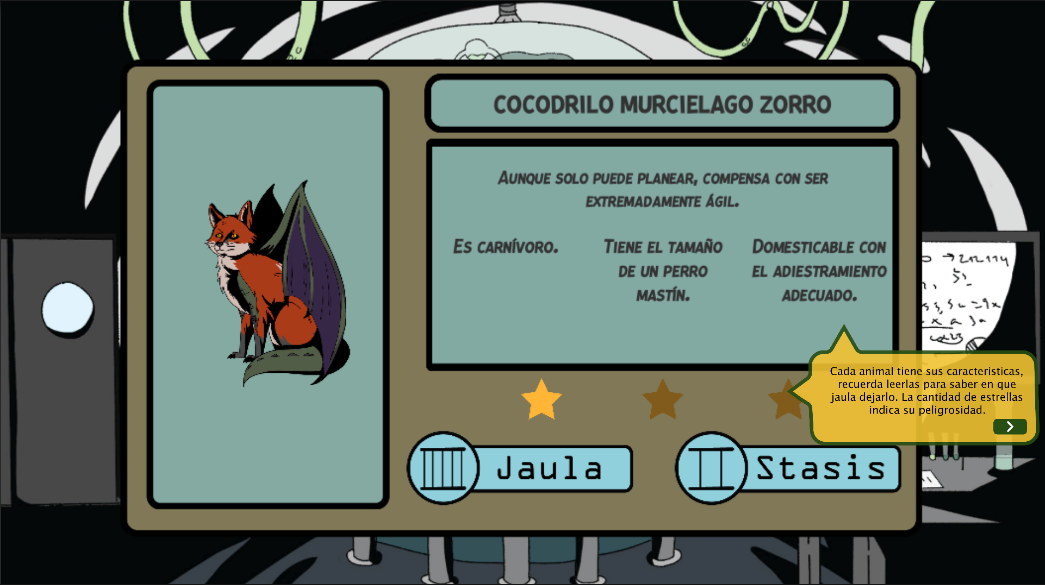 COCODRILO MURCIELAGO ZORRO
AUNQUE SOLO PUEDE PLANEAR, COMPENSA CON SER
EXTREMADAMENTE ÁGIL.
ES CARNÍVORO.
TIENE EL TAMAÑO
DE UN PERRO
MASTÍN.
DOMESTICABLE CON
EL ADIESTRAMIENTO
ADECUADO.
Cada animal tiene sus caracteristicas,
recuerda leerlas para saber en que
jaula dejarlo. La cantidad de estrellas
indica su peligrosidad.
Jaula
Stasis